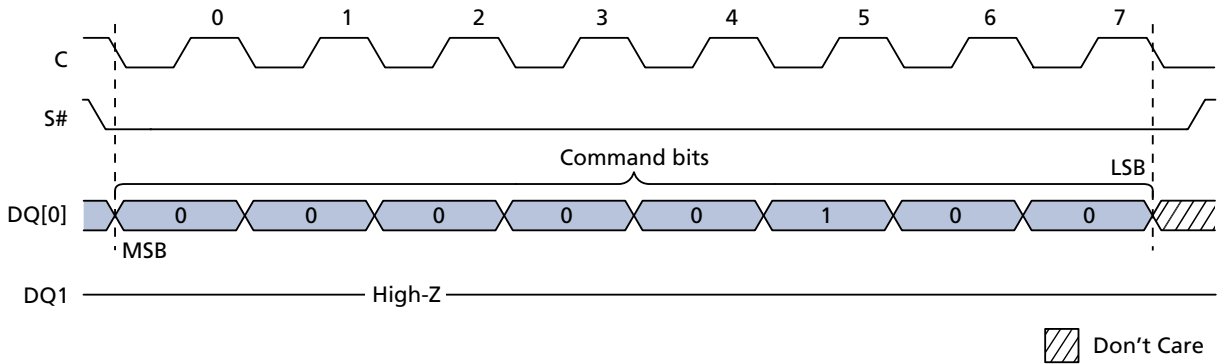 0 1 2 3 4 5 6 7
C
S#
Command bits
LSB
DQ[0] 0 0 0 0 0 1 0 0
MSB
DQ1 High-Z
Don't Care